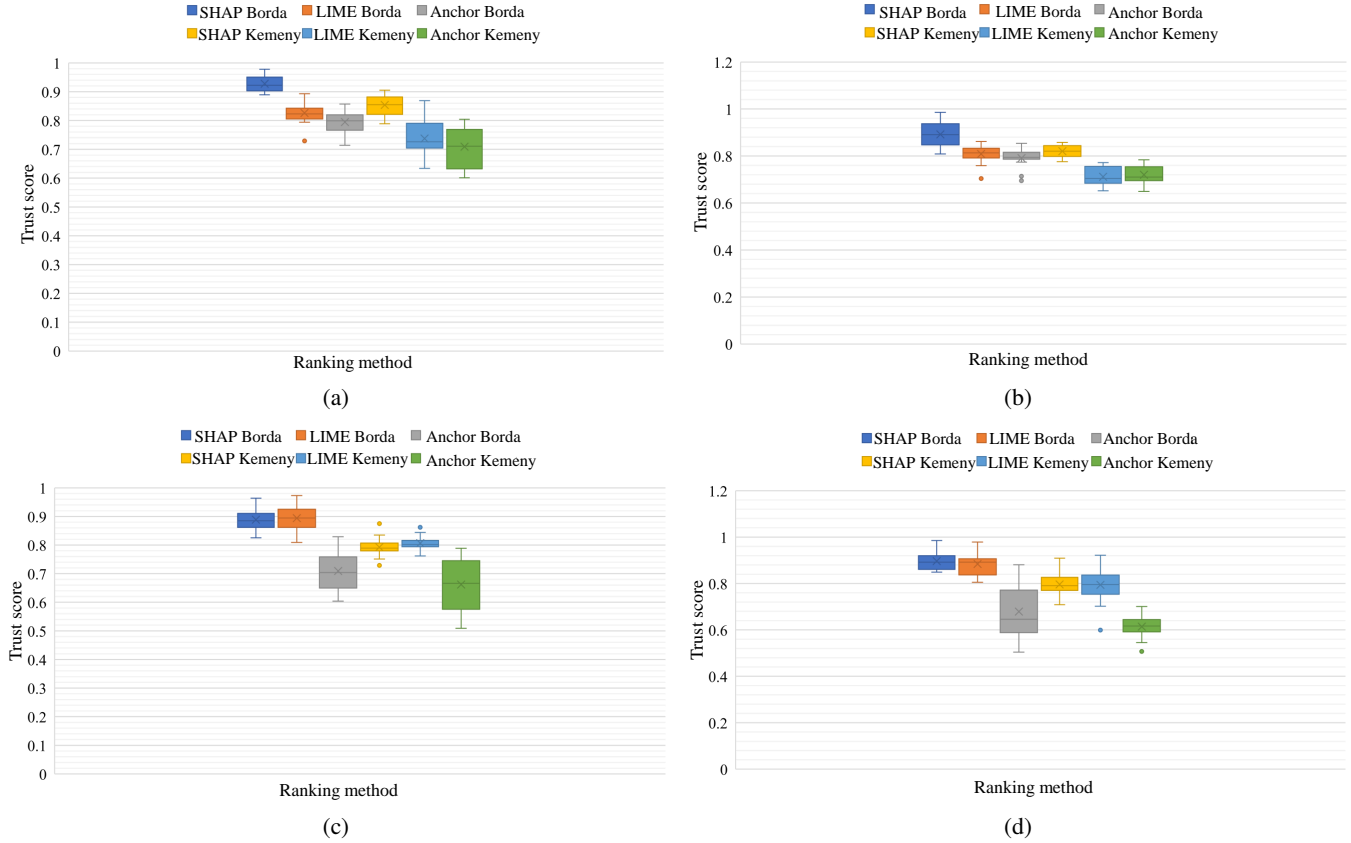 SHAP Borda LIME Borda Anchor Borda
SHAP Kemeny LIME Kemeny Anchor Kemeny
1
0.9
0.8
0.7
0.6
0.5
0.4
0.3
0.2
0.1
0
Trust score
Ranking method
(a)
SHAP Borda LIME Borda Anchor Borda
SHAP Kemeny LIME Kemeny Anchor Kemeny
1.2
1
0.8
0.6
0.4
0.2
0
Trust score
Ranking method
(b)
SHAP Borda LIME Borda Anchor Borda
SHAP Kemeny LIME Kemeny Anchor Kemeny
1
0.9
0.8
0.7
0.6
0.5
0.4
0.3
0.2
0.1
0
Trust score
Ranking method
(c)
SHAP Borda LIME Borda Anchor Borda
SHAP Kemeny LIME Kemeny Anchor Kemeny
1.2
1
0.8
0.6
0.4
0.2
0
Trust score
Ranking method
(d)